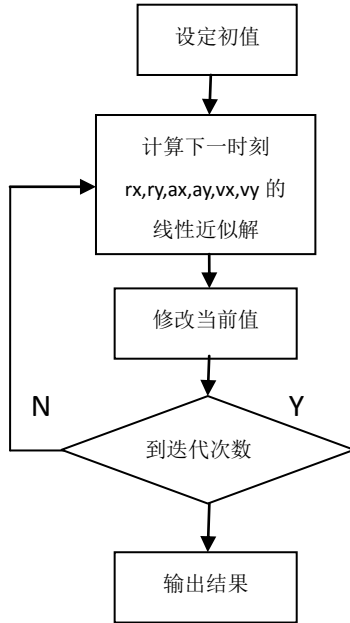 设定初值
计算下一时刻
rx,ry,ax,ay,vx,vy 的
线性近似解
修改当前值
N
Y
到迭代次数
输出结果